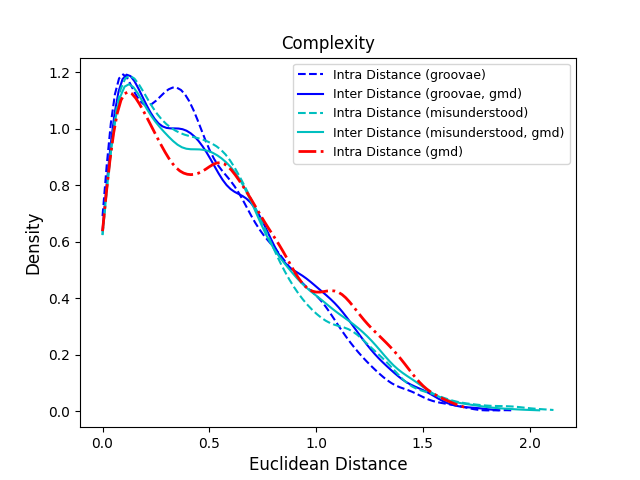 Complexity
Intra Distance (groovae)
Inter Distance (groovae, gmd)
Intra Distance (misunderstood)
Inter Distance (misunderstood, gmd)
Intra Distance (gmd)
Density
1.2
1.0
0.8
0.6
0.4
0.2
0.0
0.0 0.5 1.0 1.5 2.0
Euclidean Distance